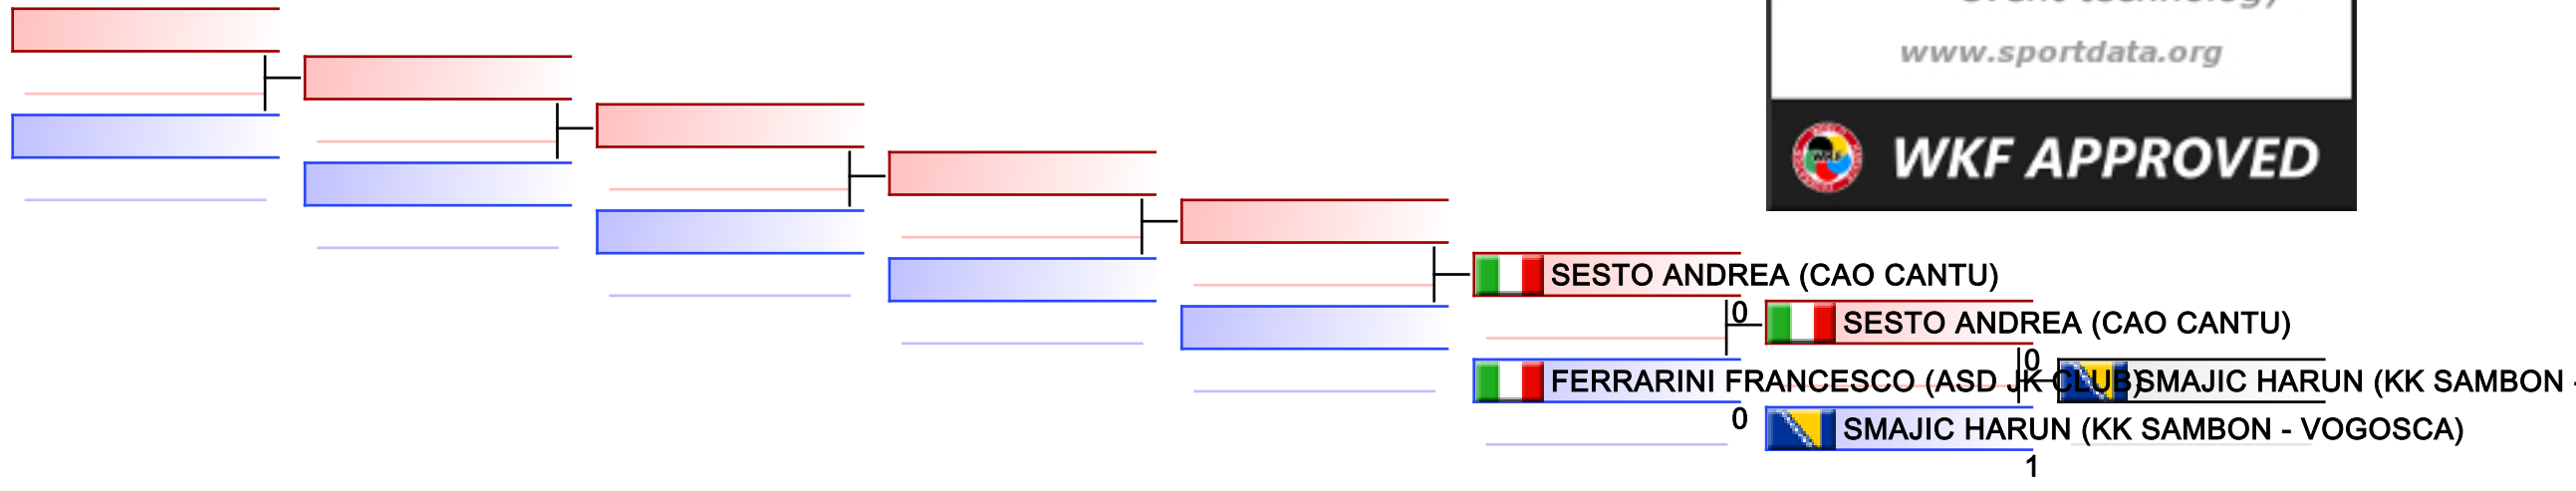 www.sportdata.org
WKF APPROVED
SESTO ANDREA (CAO CANTU)
0
SESTO ANDREA (CAO CANTU)
0
FERRARINI FRANCESCO (ASD JK CLUB)
SMAJIC HARUN (KK SAMBON -
0
SMAJIC HARUN (KK SAMBON - VOGOSCA)
1